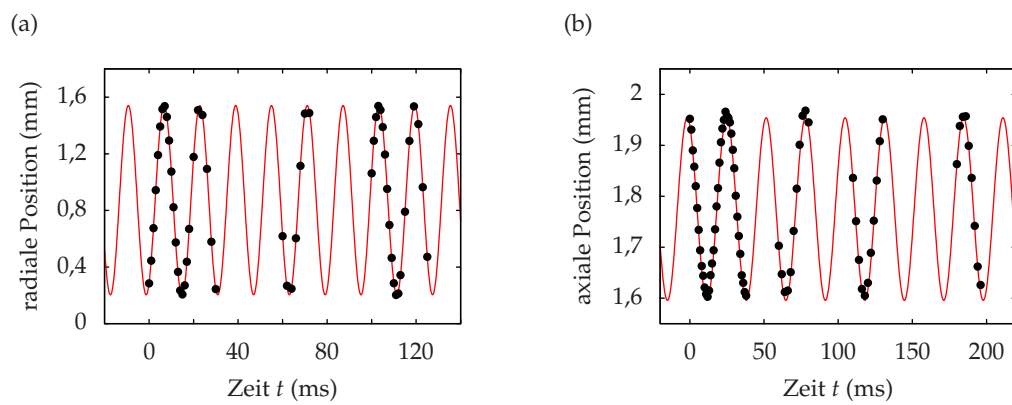 (a)
radiale Position (mm)
1,6
1,2
0,8
0,4
0
0 40 80 120
Zeit t (ms)
(b)
axiale Position (mm)
2
1,9
1,8
1,7
1,6
0 50 100 150 200
Zeit t (ms)